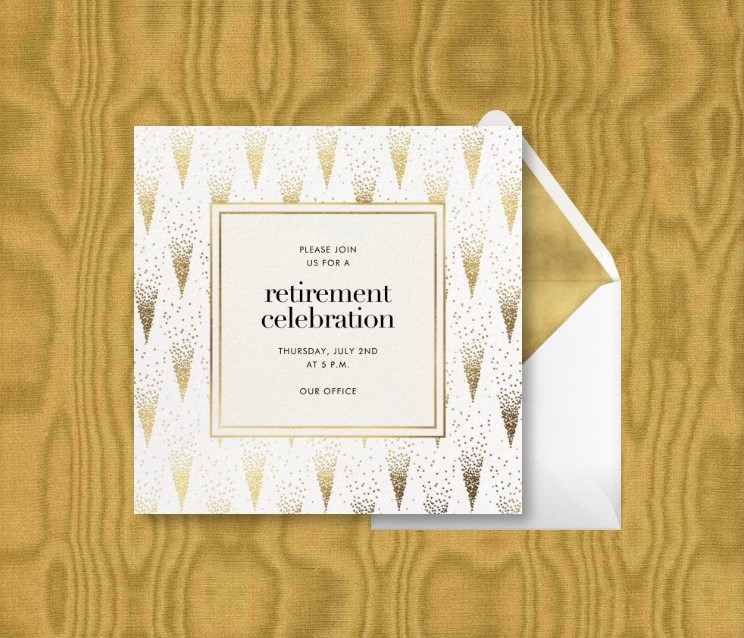 PLEASE JOIN
US FOR A
retirement
celebration
THURSDAY, JULY 2ND
AT 5 P.M.
OUR OFFICE